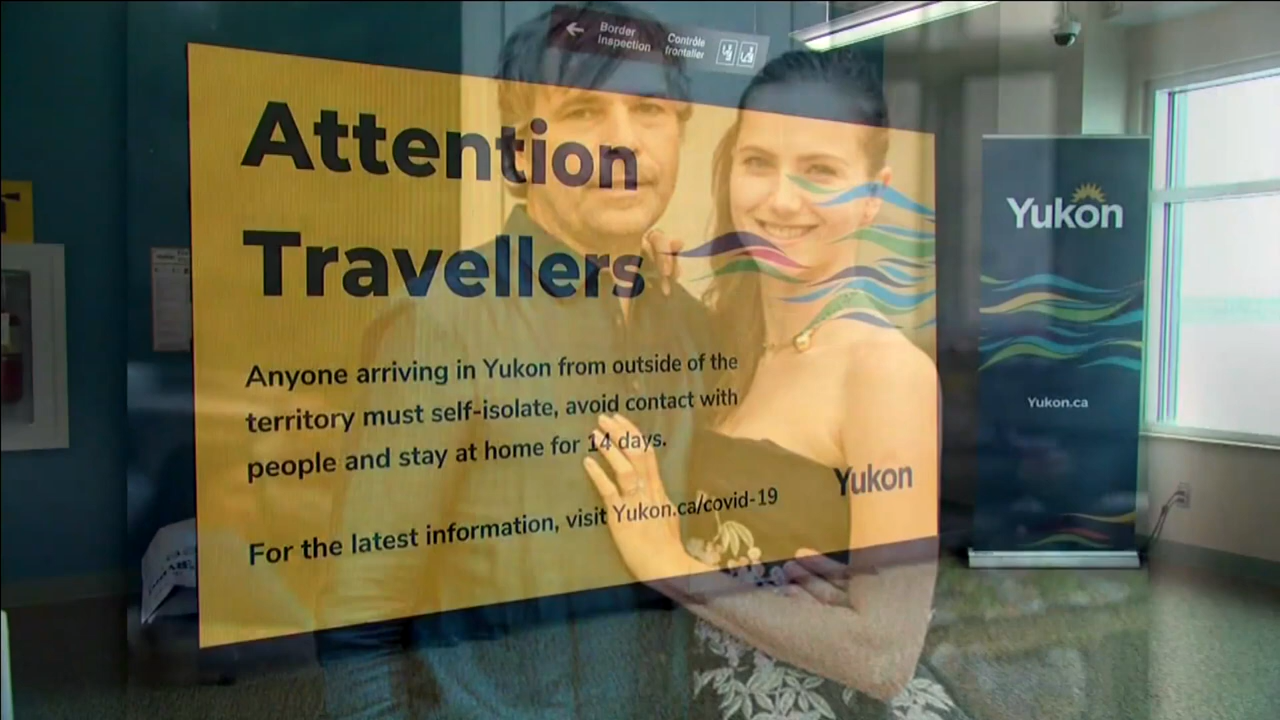 Border
Inspection
Contrôle
frontalier
Attention
Travellers
Anyone arriving in Yukon from outside of the
territory must self-isolate, avoid contact with
people and stay at home for 14 days.
For the latest information, visit Yukon.ca/covid-19
Yukon
Yukon
Yukon.ca